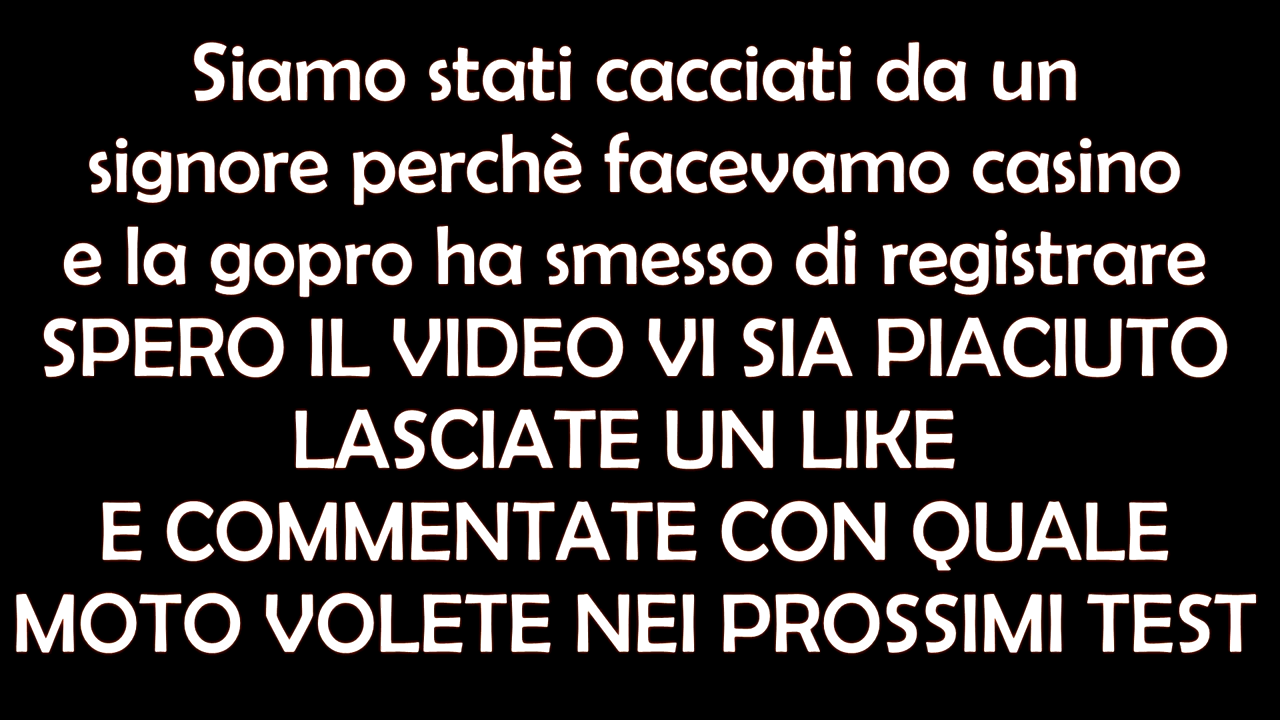 Siamo stati cacciati da un
signore perchè facevamo casino
e la gopro ha smesso di registrare
SPERO IL VIDEO VI SIA PIACIUTO
LASCIATE UN LIKE
E COMMENTATE CON QUALE
MOTO VOLETE NEI PROSSIMI TEST